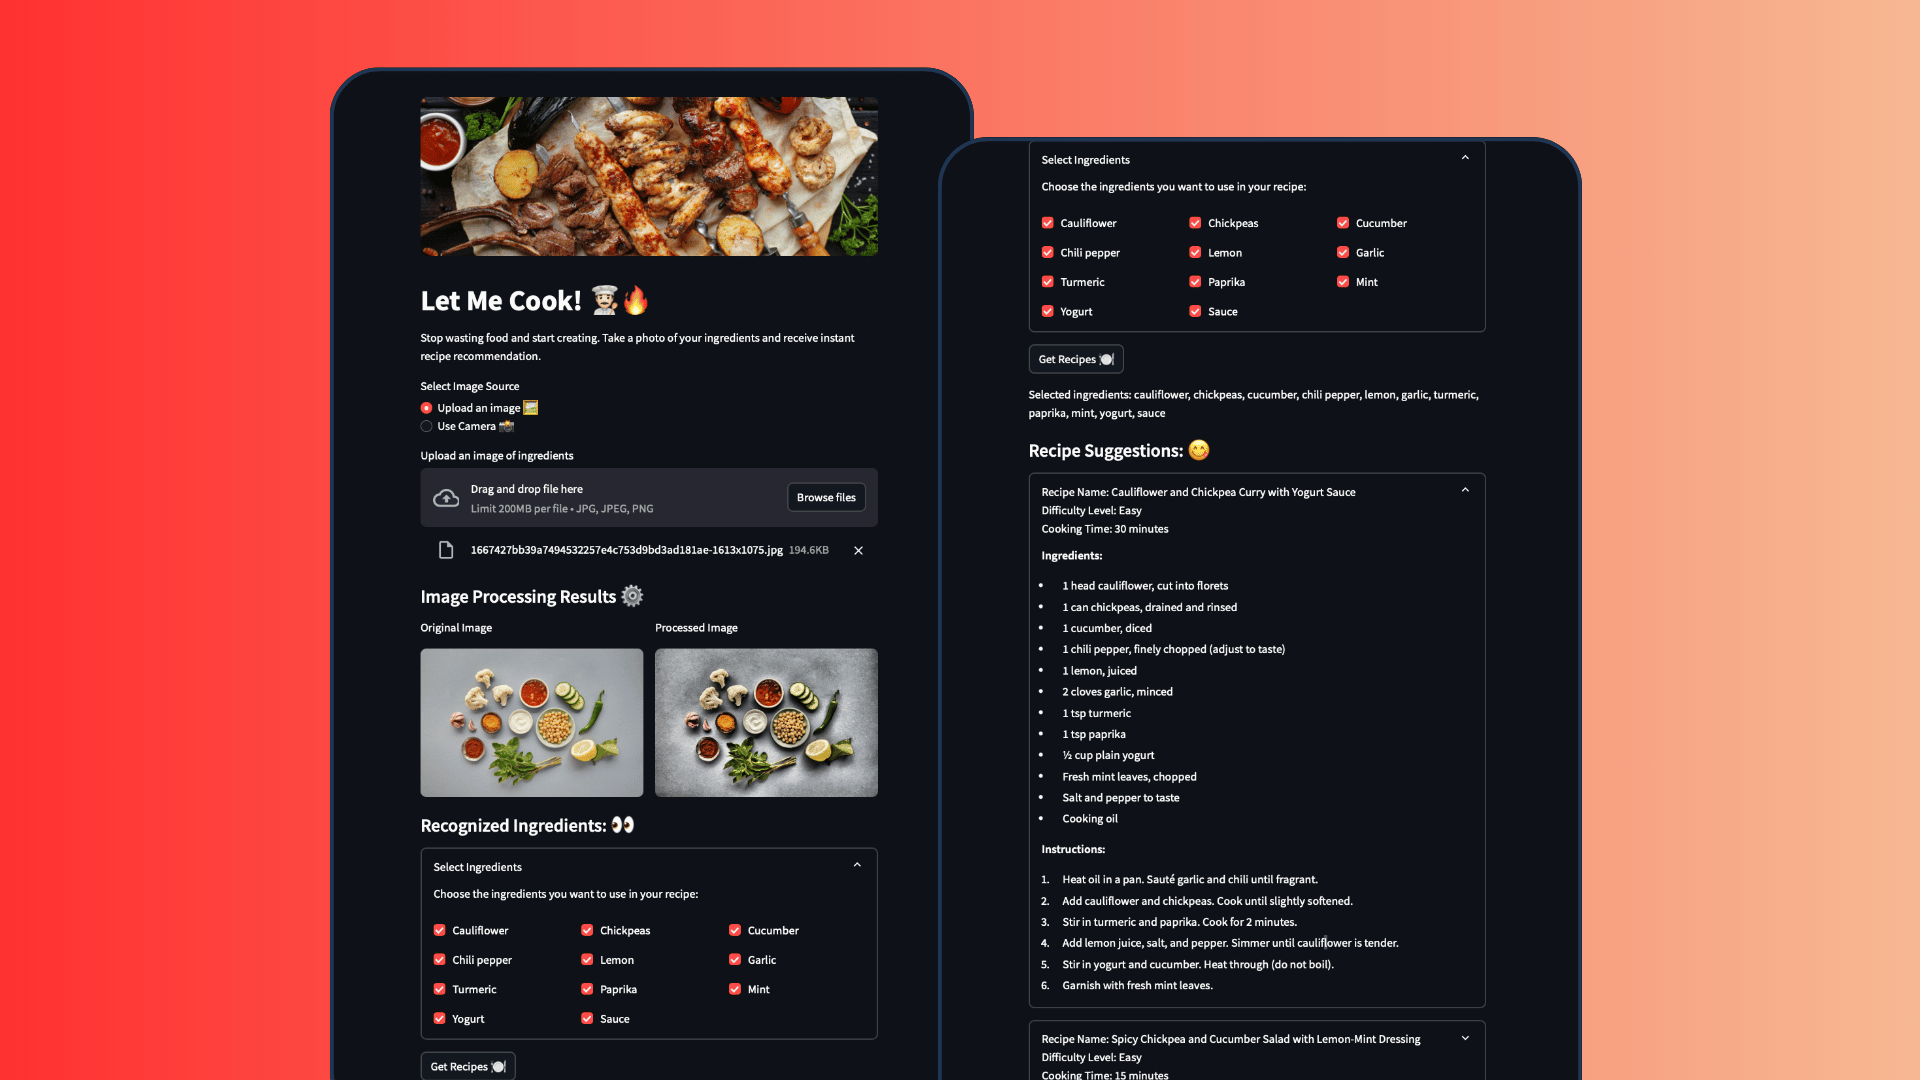 Let Me Cook! 👨🏻‍🍳🔥
Stop wasting food and start creating. Take a photo of your ingredients and receive instant
recipe recommendation.
Select Image Source
Upload an image 🖼️
Use Camera 📸
Upload an image of ingredients
Drag and drop file here
Limit 200MB per file • JPG, JPEG, PNG
Browse files
1667427bb39a7494532257e4c753d9bd3ad181ae-1613x1075.jpg 194.6KB
Image Processing Results ⚙️
Original Image
Processed Image
Recognized Ingredients: 👀
Select Ingredients
Choose the ingredients you want to use in your recipe:
Cauliflower
Chickpeas
Cucumber
Chili pepper
Lemon
Garlic
Turmeric
Paprika
Mint
Yogurt
Sauce
Get Recipes 🍽️
Select Ingredients
Choose the ingredients you want to use in your recipe:
Cauliflower
Chickpeas
Cucumber
Chili pepper
Lemon
Garlic
Turmeric
Paprika
Mint
Yogurt
Sauce
Get Recipes 🍽️
Selected ingredients: cauliflower, chickpeas, cucumber, chili pepper, lemon, garlic, turmeric,
paprika, mint, yogurt, sauce
Recipe Suggestions: 😋
Recipe Name: Cauliflower and Chickpea Curry with Yogurt Sauce
Difficulty Level: Easy
Cooking Time: 30 minutes
Ingredients:
• 1 head cauliflower, cut into florets
• 1 can chickpeas, drained and rinsed
• 1 cucumber, diced
• 1 chili pepper, finely chopped (adjust to taste)
• 1 lemon, juiced
• 2 cloves garlic, minced
• 1 tsp turmeric
• 1 tsp paprika
• ½ cup plain yogurt
• Fresh mint leaves, chopped
• Salt and pepper to taste
• Cooking oil
Instructions:
1. Heat oil in a pan. Sauté garlic and chili until fragrant.
2. Add cauliflower and chickpeas. Cook until slightly softened.
3. Stir in turmeric and paprika. Cook for 2 minutes.
4. Add lemon juice, salt, and pepper. Simmer until cauliflower is tender.
5. Stir in yogurt and cucumber. Heat through (do not boil).
6. Garnish with fresh mint leaves.
Recipe Name: Spicy Chickpea and Cucumber Salad with Lemon-Mint Dressing
Difficulty Level: Easy
Cooking Time: 15 minutes